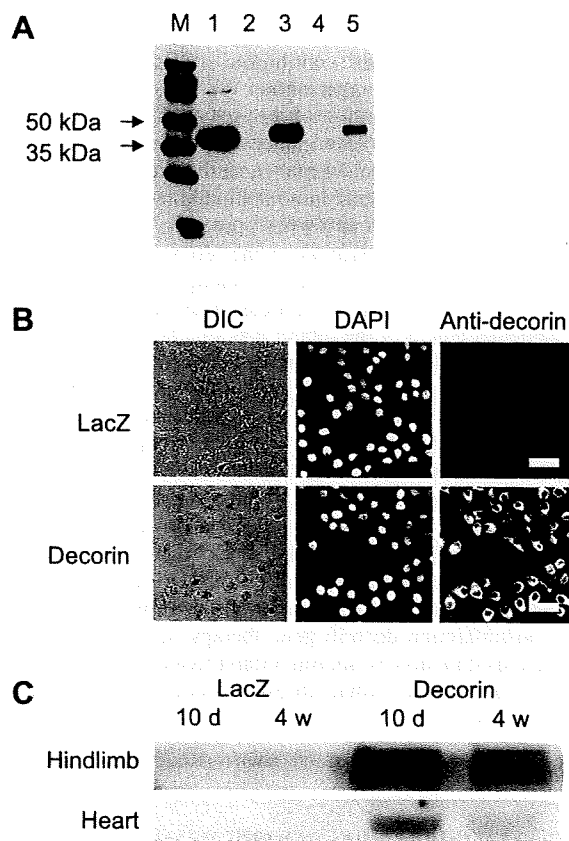 A
M 1 2 3 4 5
50 kDa
35 kDa
B
DIC DAPI Anti-decorin
LacZ
Decorin
C
LacZ Decorin
10 d 4 w 10 d 4 w
Hindlimb
Heart